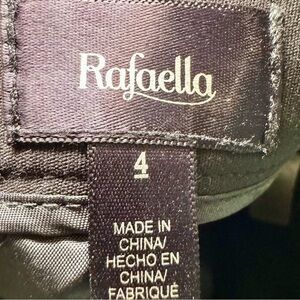 Rafaella
4
MADE IN
CHINA/
HECHO EN
CHINA/
FABRIQUÉ